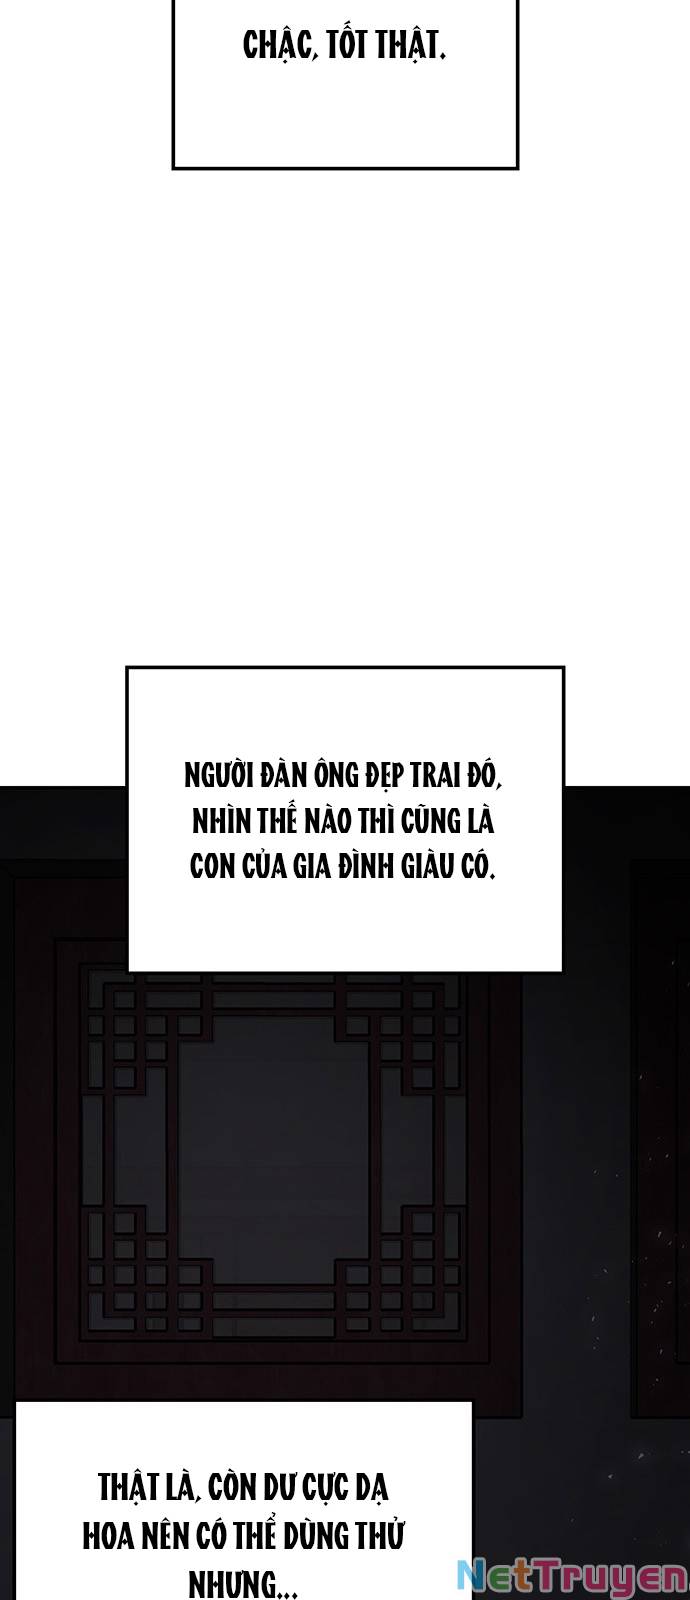 CHẬC, TỐT THẬT.
NGƯỜI ĐÀN ÔNG ĐẸP TRAI ĐÓ,
NHÌN THẾ NÀO THÌ CŨNG LÀ
CON CỦA GIA ĐÌNH GIÀU CÓ.
THẬT LÀ, CÒN DƯ CỰC DẠ
HOA NÊN CÓ THỂ DÙNG THỬ
NHƯNG...
NetTruyen